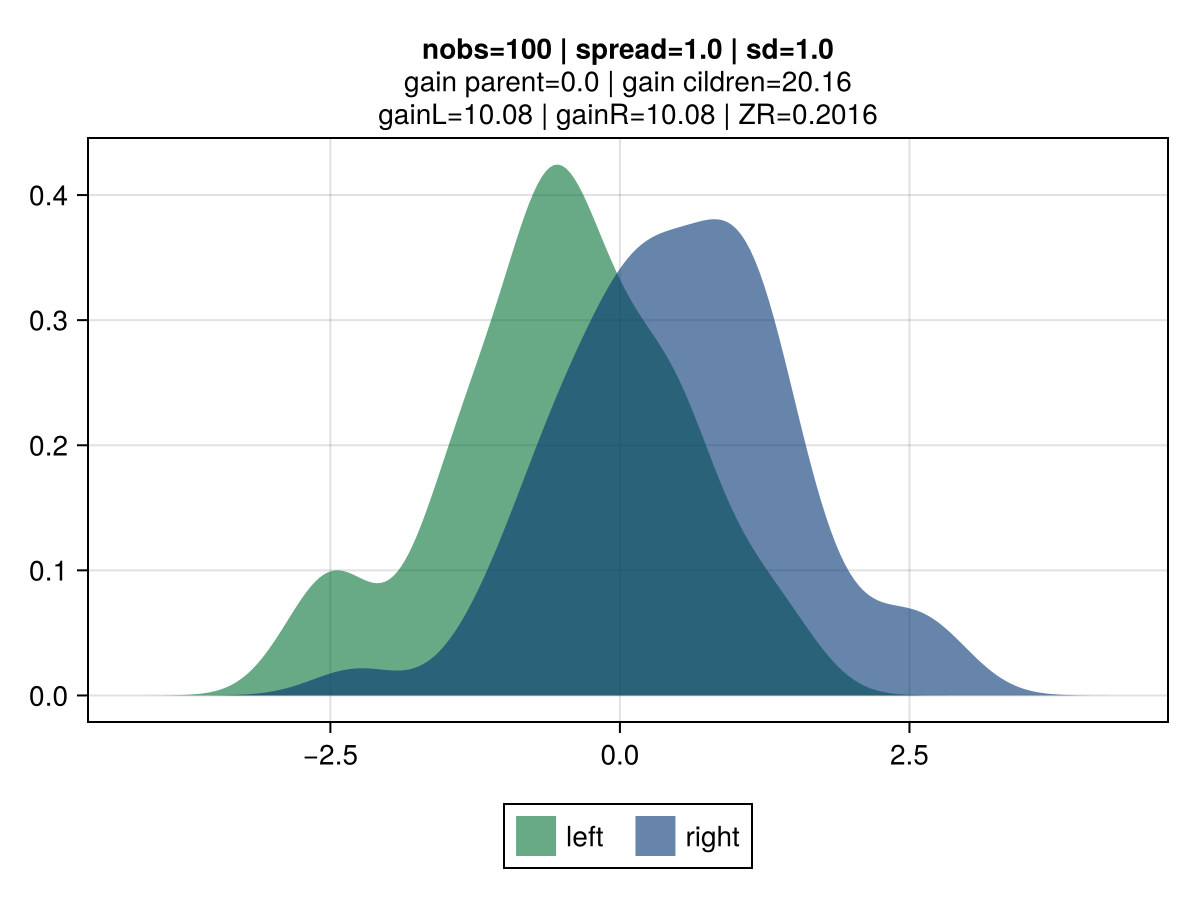 nobs=100 | spread=1.0 | sd=1.0
gain parent=0.0 | gain cildren=20.16
gainL=10.08 | gainR=10.08 | ZR=0.2016
0.4
0.3
0.2
0.1
0.0
−2.5
0.0
2.5
left
right